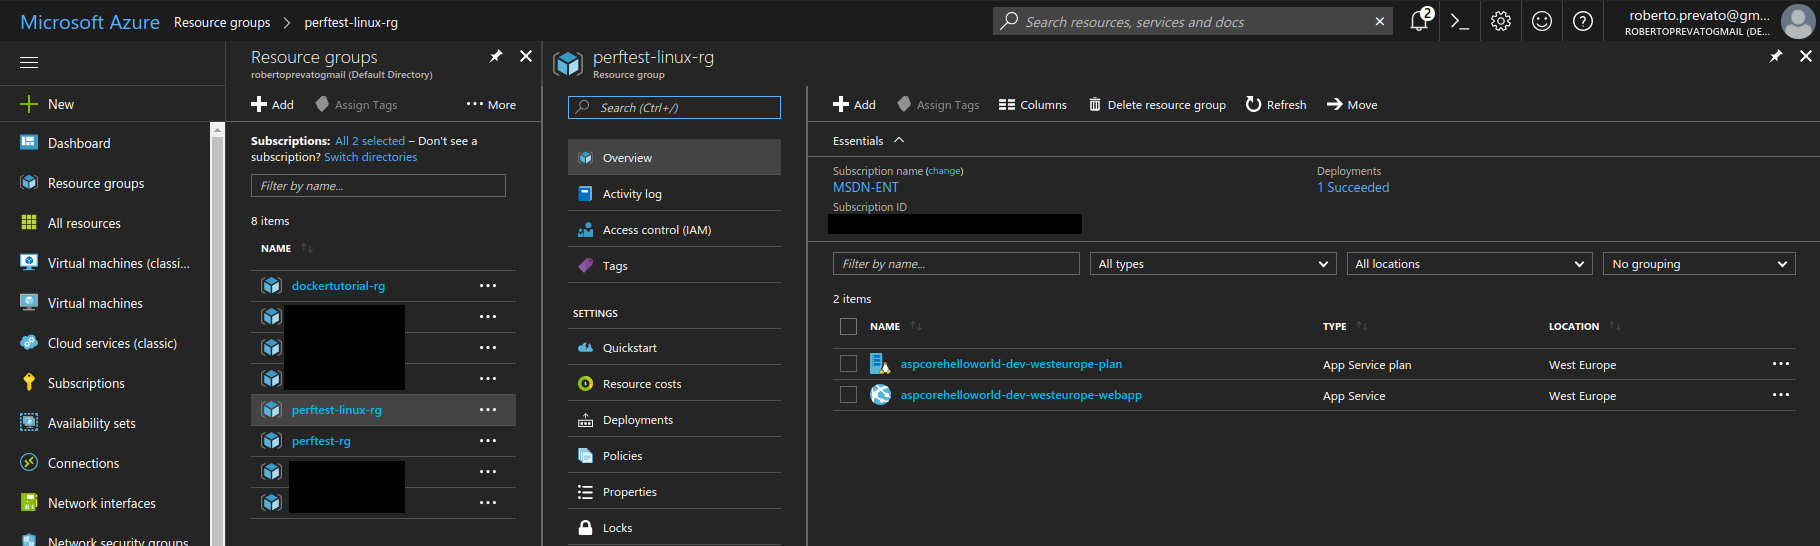 Microsoft Azure Resource groups > perftest-linux-rg
Search resources, services and docs
2
roberto.prevato@gm...
ROBERTOPREVATOGMAIL (DE...
New
Dashboard
Resource groups
All resources
Virtual machines (classi...
Virtual machines
Cloud services (classic)
Subscriptions
Availability sets
Connections
Network interfaces
Network security groups
Resource groups
robertoprevatogmail (Default Directory)
Add Assign Tags ••• More
Subscriptions: All 2 selected – Don't see a
subscription? Switch directories
Filter by name...
8 items
NAME
dockertutorial-rg
perftest-linux-rg
perftest-rg
perftest-linux-rg
Resource group
Search (Ctrl+/)
Overview
Activity log
Access control (IAM)
Tags
SETTINGS
Quickstart
Resource costs
Deployments
Policies
Properties
Locks
Add Assign Tags Columns Delete resource group Refresh Move
Essentials
Subscription name (change)
MSDN-ENT
Subscription ID
Deployments
1 Succeeded
Filter by name... All types All locations No grouping
2 items
NAME TYPE LOCATION
aspcorehelloworld-dev-westeurope-plan App Service plan West Europe
aspcorehelloworld-dev-westeurope-webapp App Service West Europe